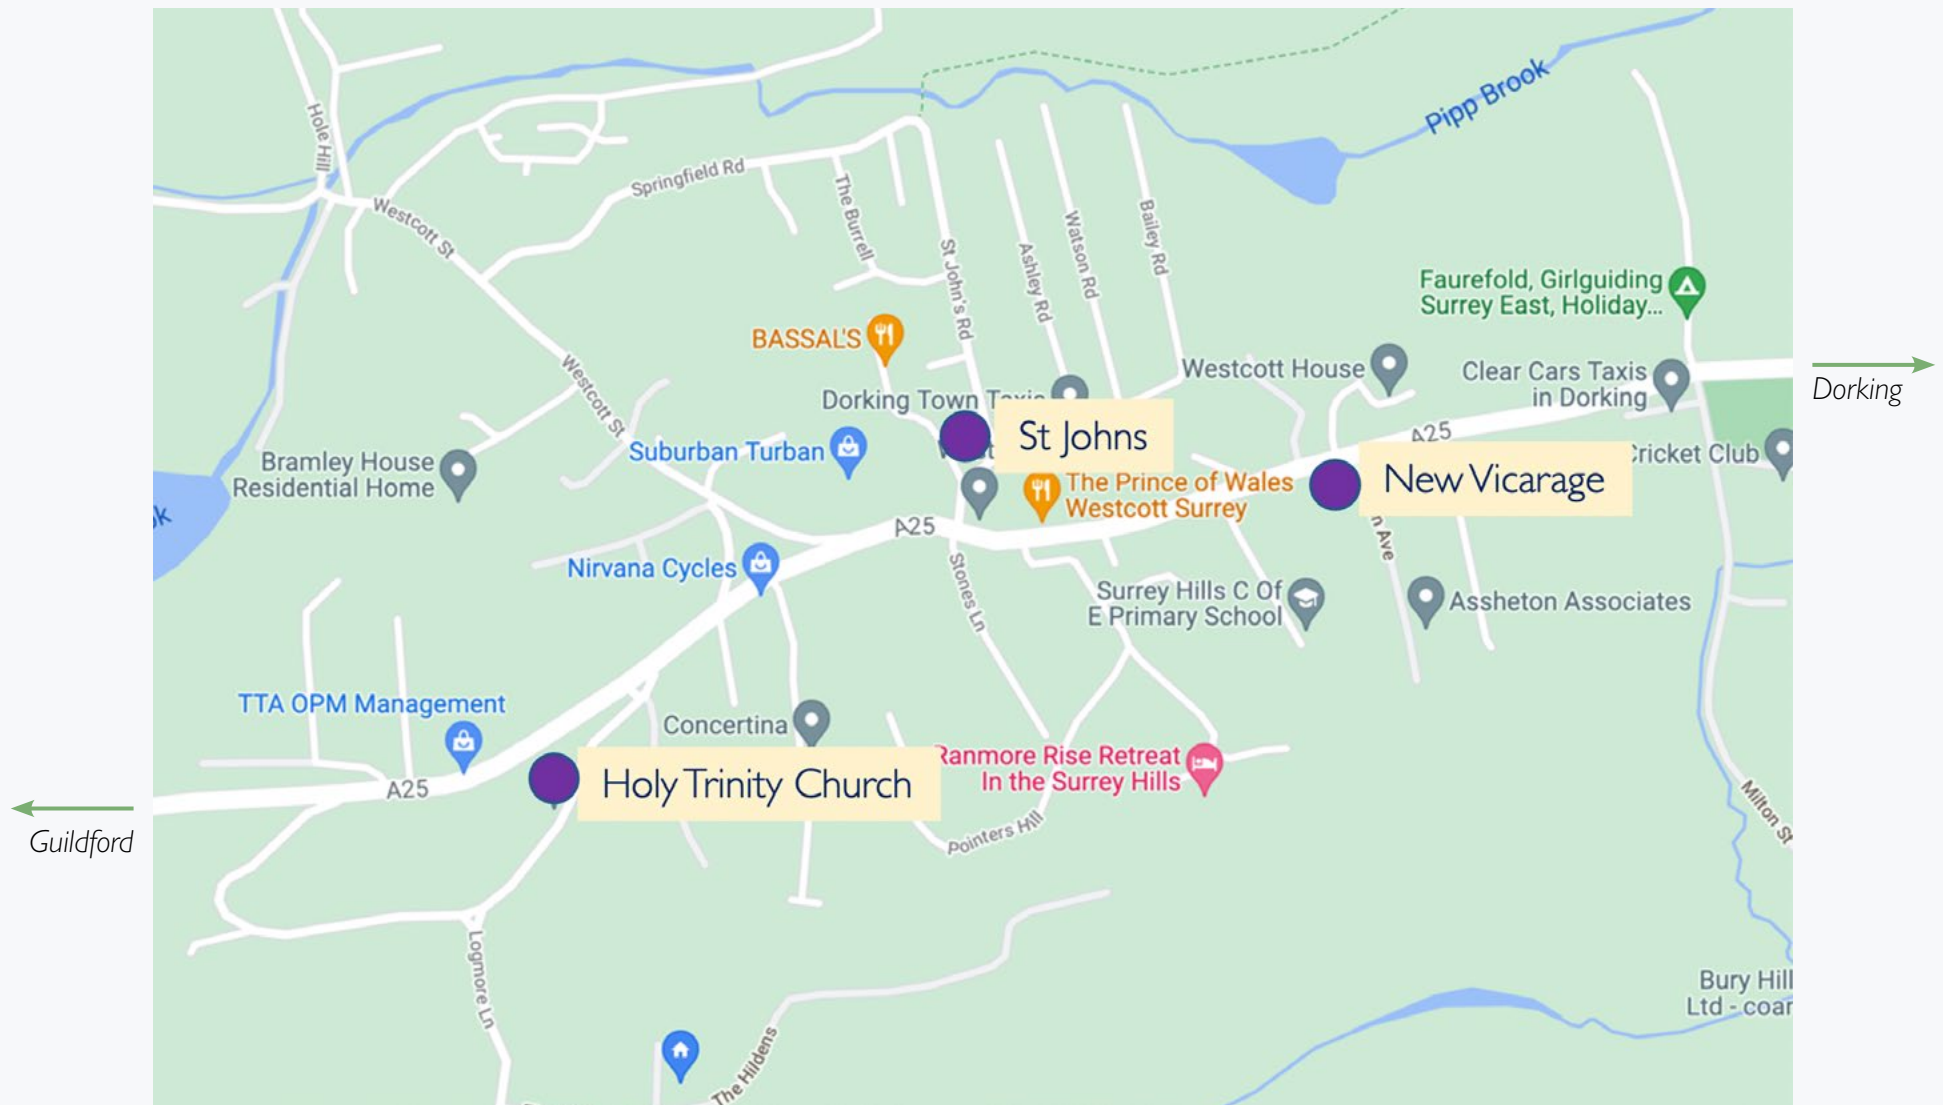 Pipp Brook
Hole Hill
Springfield Rd
Westcott St
The Burrell
St John's Rd
Ashley Rd
Watson Rd
Bailey Rd
Faurefold, Girlguiding
Surrey East, Holiday...
BASSAL'S
Westcott House
Clear Cars Taxis
in Dorking
Dorking
Dorking Town Taxis
Westcott St
St Johns
A25
Suburban Turban
Cricket Club
Bramley House
Residential Home
The Prince of Wales
Westcott Surrey
New Vicarage
A25
n Ave
Nirvana Cycles
Stones Ln
Surrey Hills C Of
E Primary School
Assheton Associates
TTA OPM Management
Concertina
Ranmore Rise Retreat
In the Surrey Hills
Holy Trinity Church
A25
Milton St
Guildford
Pointers Hill
Logmore Ln
Bury Hill
Ltd - coar
The Hildens